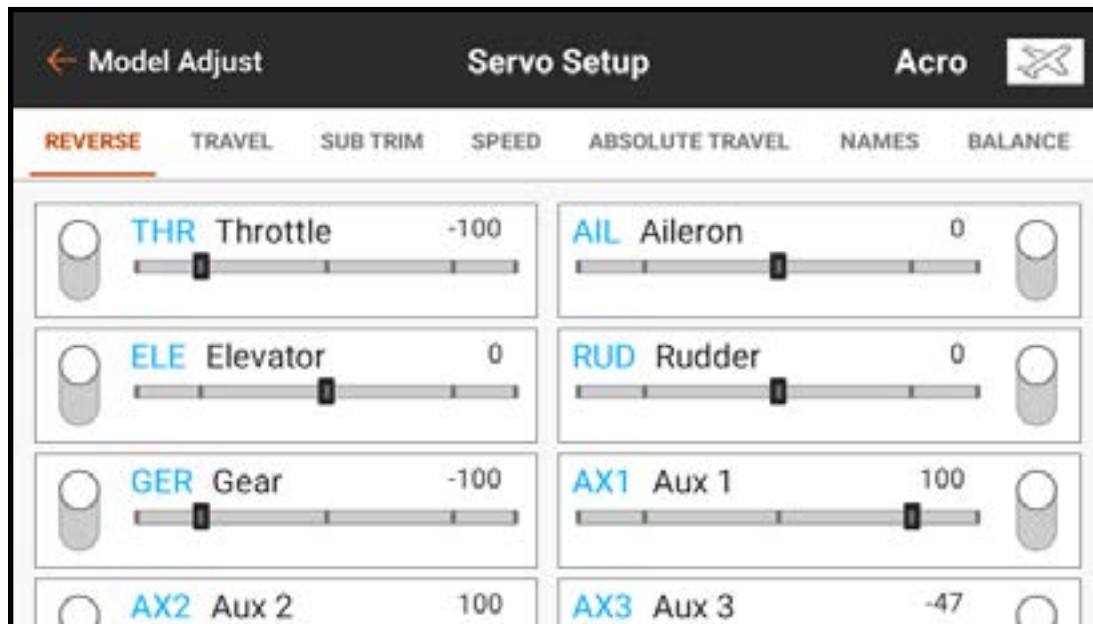 Model Adjust Servo Setup Acro
REVERSE TRAVEL SUB TRIM SPEED ABSOLUTE TRAVEL NAMES BALANCE
THR Throttle -100
AIL Aileron 0
ELE Elevator 0
RUD Rudder 0
GER Gear -100
AX1 Aux 1 100
AX2 Aux 2 100
AX3 Aux 3 -47